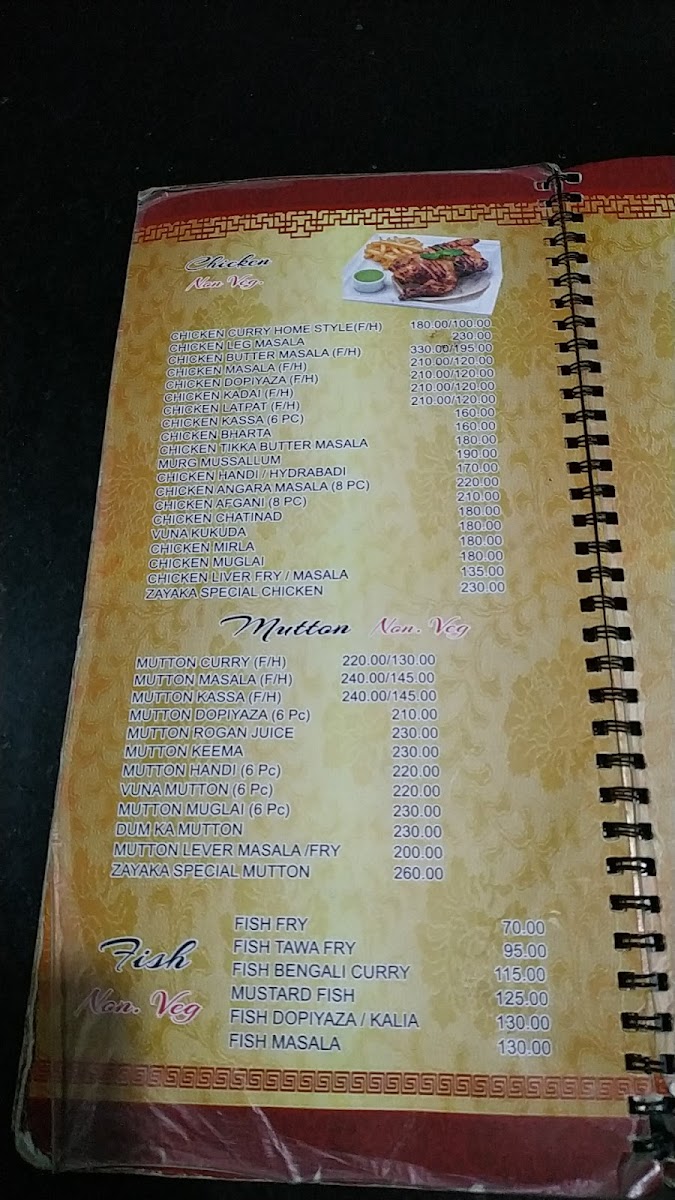 Chicken
Non Veg.
CHICKEN CURRY HOME STYLE(F/H) 180.00/100.00
CHICKEN LEG MASALA 230.00
CHICKEN BUTTER MASALA (F/H) 330.00/195.00
CHICKEN MASALA (F/H) 210.00/120.00
CHICKEN DOPIYAZA (F/H) 210.00/120.00
CHICKEN KADAI (F/H) 210.00/120.00
CHICKEN LATPAT (F/H) 210.00/120.00
CHICKEN KASSA (6 PC) 160.00
CHICKEN BHARTA 160.00
CHICKEN TIKKA BUTTER MASALA 180.00
MURG MUSSALLUM 190.00
CHICKEN HANDI / HYDRABADI 170.00
CHICKEN ANGARA MASALA (8 PC) 220.00
CHICKEN AFGANI (8 PC) 210.00
CHICKEN CHATINAD 180.00
VUNA KUKUDA 180.00
CHICKEN MIRLA 180.00
CHICKEN MUGLAI 180.00
CHICKEN LIVER FRY / MASALA 135.00
ZAYAKA SPECIAL CHICKEN 230.00
Mutton Non. Veg
MUTTON CURRY (F/H) 220.00/130.00
MUTTON MASALA (F/H) 240.00/145.00
MUTTON KASSA (F/H) 240.00/145.00
MUTTON DOPIYAZA (6 Pc) 210.00
MUTTON ROGAN JUICE 230.00
MUTTON KEEMA 230.00
MUTTON HANDI (6 Pc) 220.00
VUNA MUTTON (6 Pc) 220.00
MUTTON MUGLAI (6 Pc) 230.00
DUM KA MUTTON 230.00
MUTTON LEVER MASALA /FRY 200.00
ZAYAKA SPECIAL MUTTON 260.00
Fish
Non. Veg
FISH FRY 70.00
FISH TAWA FRY 95.00
FISH BENGALI CURRY 115.00
MUSTARD FISH 125.00
FISH DOPIYAZA / KALIA 130.00
FISH MASALA 130.00